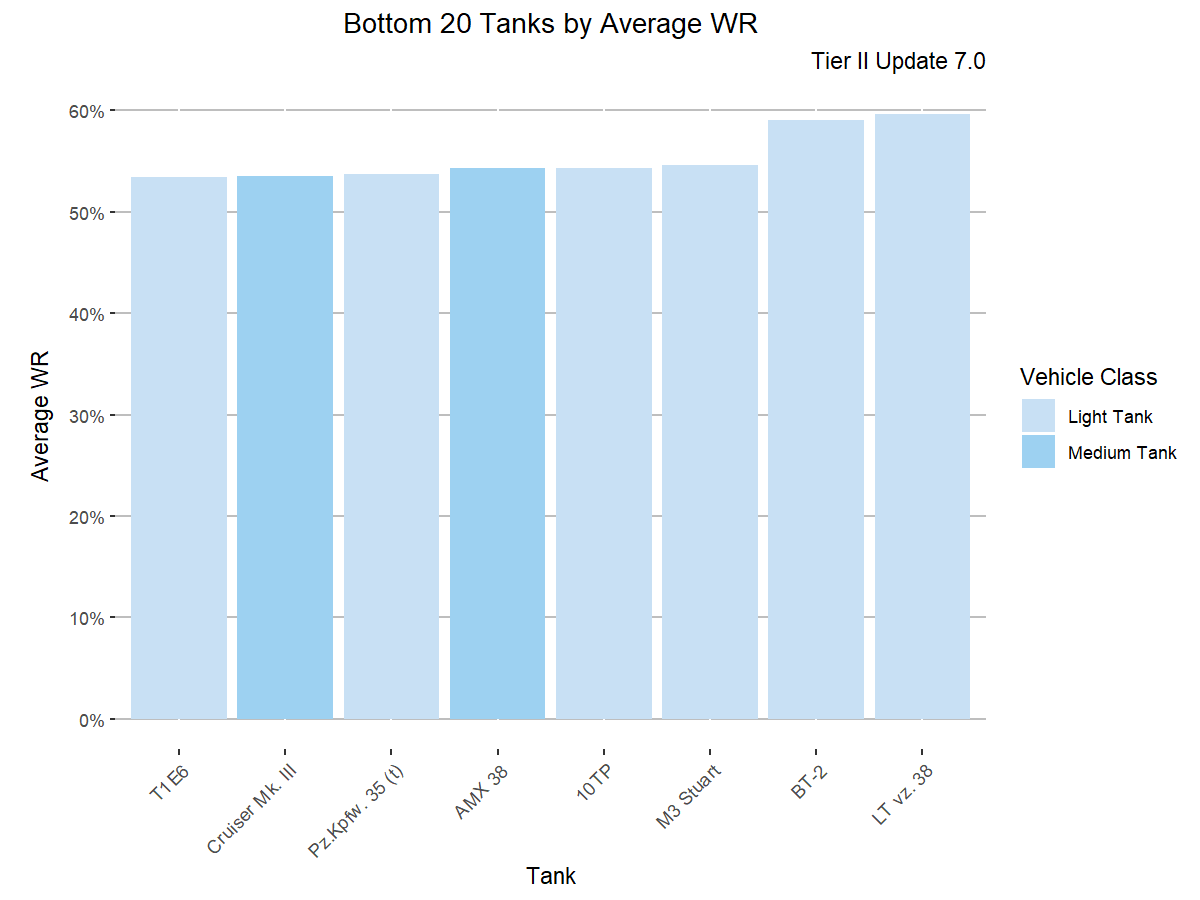 Bottom 20 Tanks by Average WR
Tier II Update 7.0
60%
50%
40%
30%
20%
10%
0%
Average WR
T1E6
Cruiser Mk. III
Pz.Kpfw. 35 (t)
AMX 38
10TP
M3 Stuart
BT-2
LT vz. 38
Tank
Vehicle Class
Light Tank
Medium Tank